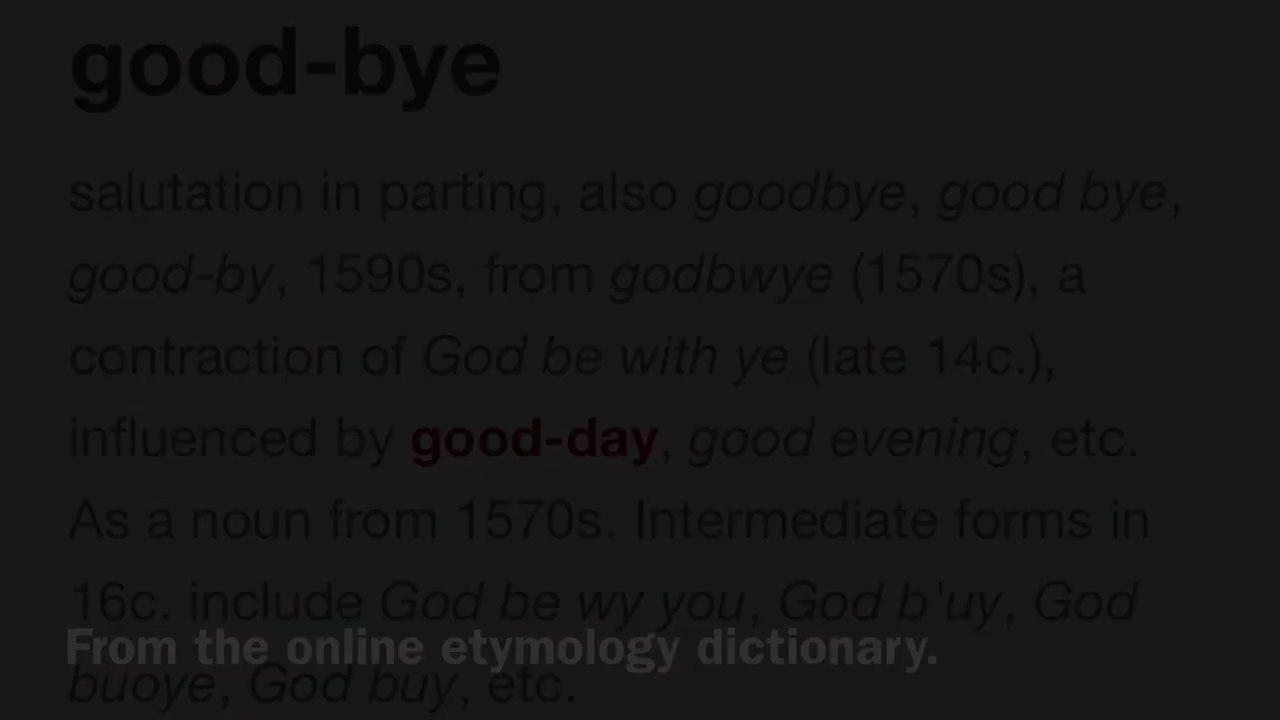 good-bye
salutation in parting, also goodbye, good bye,
good-by, 1590s, from godbwye (1570s), a
contraction of God be with ye (late 14c.),
influenced by good-day, good evening, etc.
As a noun from 1570s. Intermediate forms in
16c. include God be wy you, God b'uy, God
From the online etymology dictionary.
buoye, God buy, etc.